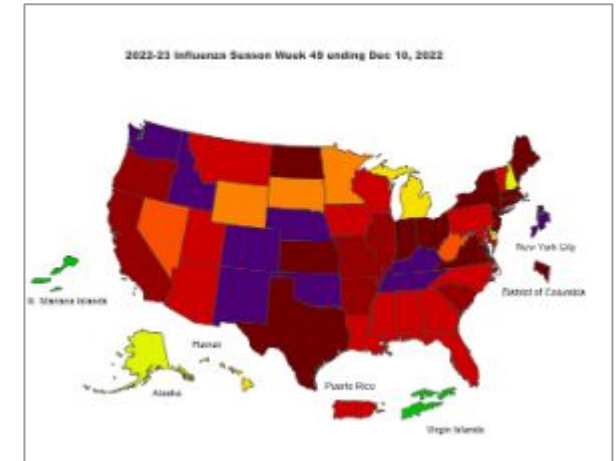 2022-23 Influenza Season Week 49 ending Dec 10, 2022
New York City
District of Columbia
N. Mariana Islands
Hawaii
Alaska
Puerto Rico
Virgin Islands